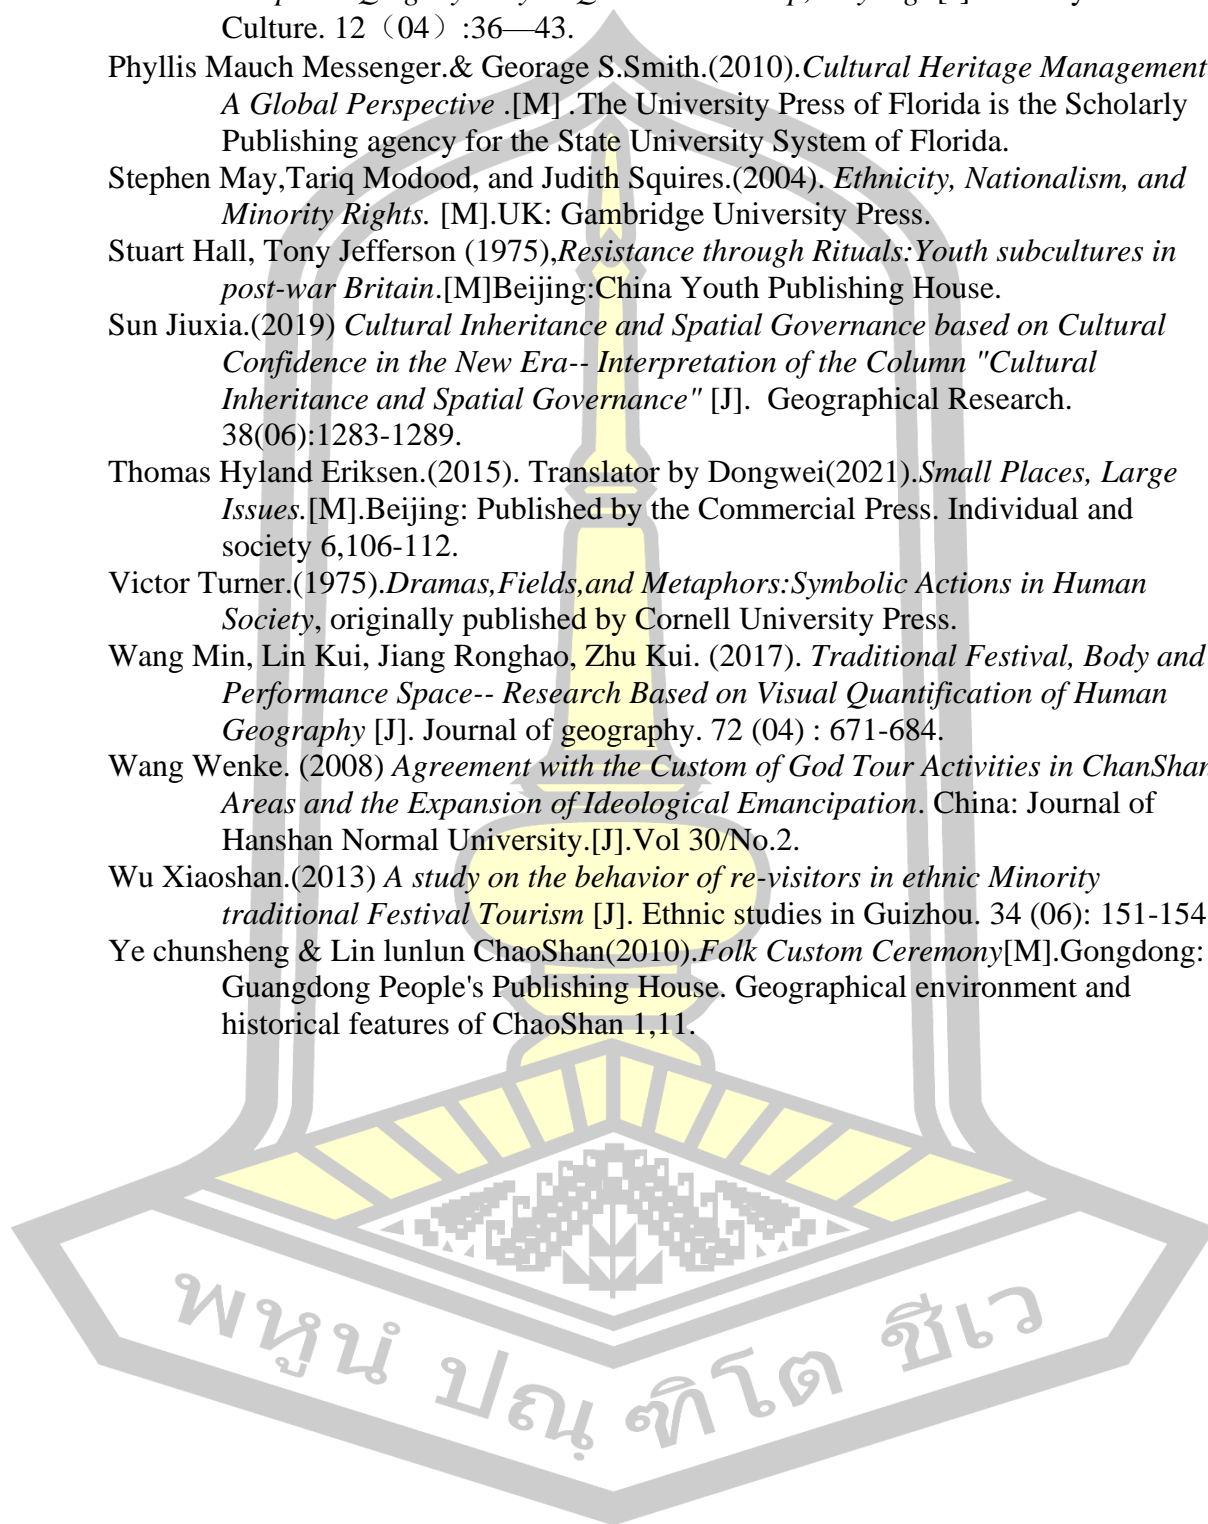 Culture. 12（04）:36—43.
Phyllis Mauch Messenger.& Georage S.Smith.(2010).Cultural Heritage Management
A Global Perspective .[M] .The University Press of Florida is the Scholarly
Publishing agency for the State University System of Florida.
Stephen May,Tariq Modood, and Judith Squires.(2004). Ethnicity, Nationalism, and
Minority Rights. [M].UK: Gambridge University Press.
Stuart Hall, Tony Jefferson (1975),Resistance through Rituals:Youth subcultures in
post-war Britain.[M]Beijing:China Youth Publishing House.
Sun Jiuxia.(2019) Cultural Inheritance and Spatial Governance based on Cultural
Confidence in the New Era-- Interpretation of the Column "Cultural
Inheritance and Spatial Governance" [J]. Geographical Research.
38(06):1283-1289.
Thomas Hyland Eriksen.(2015). Translator by Dongwei(2021).Small Places, Large
Issues.[M].Beijing: Published by the Commercial Press. Individual and
society 6,106-112.
Victor Turner.(1975).Dramas,Fields,and Metaphors:Symbolic Actions in Human
Society, originally published by Cornell University Press.
Wang Min, Lin Kui, Jiang Ronghao, Zhu Kui. (2017). Traditional Festival, Body and
Performance Space-- Research Based on Visual Quantification of Human
Geography [J]. Journal of geography. 72 (04) : 671-684.
Wang Wenke. (2008) Agreement with the Custom of God Tour Activities in ChanShan
Areas and the Expansion of Ideological Emancipation. China: Journal of
Hanshan Normal University.[J].Vol 30/No.2.
Wu Xiaoshan.(2013) A study on the behavior of re-visitors in ethnic Minority
traditional Festival Tourism [J]. Ethnic studies in Guizhou. 34 (06): 151-154
Ye chunsheng & Lin lunlun ChaoShan(2010).Folk Custom Ceremony[M].Gongdong:
Guangdong People's Publishing House. Geographical environment and
historical features of ChaoShan 1,11.
พหูนํ ปณฺฑิโต ชีเว